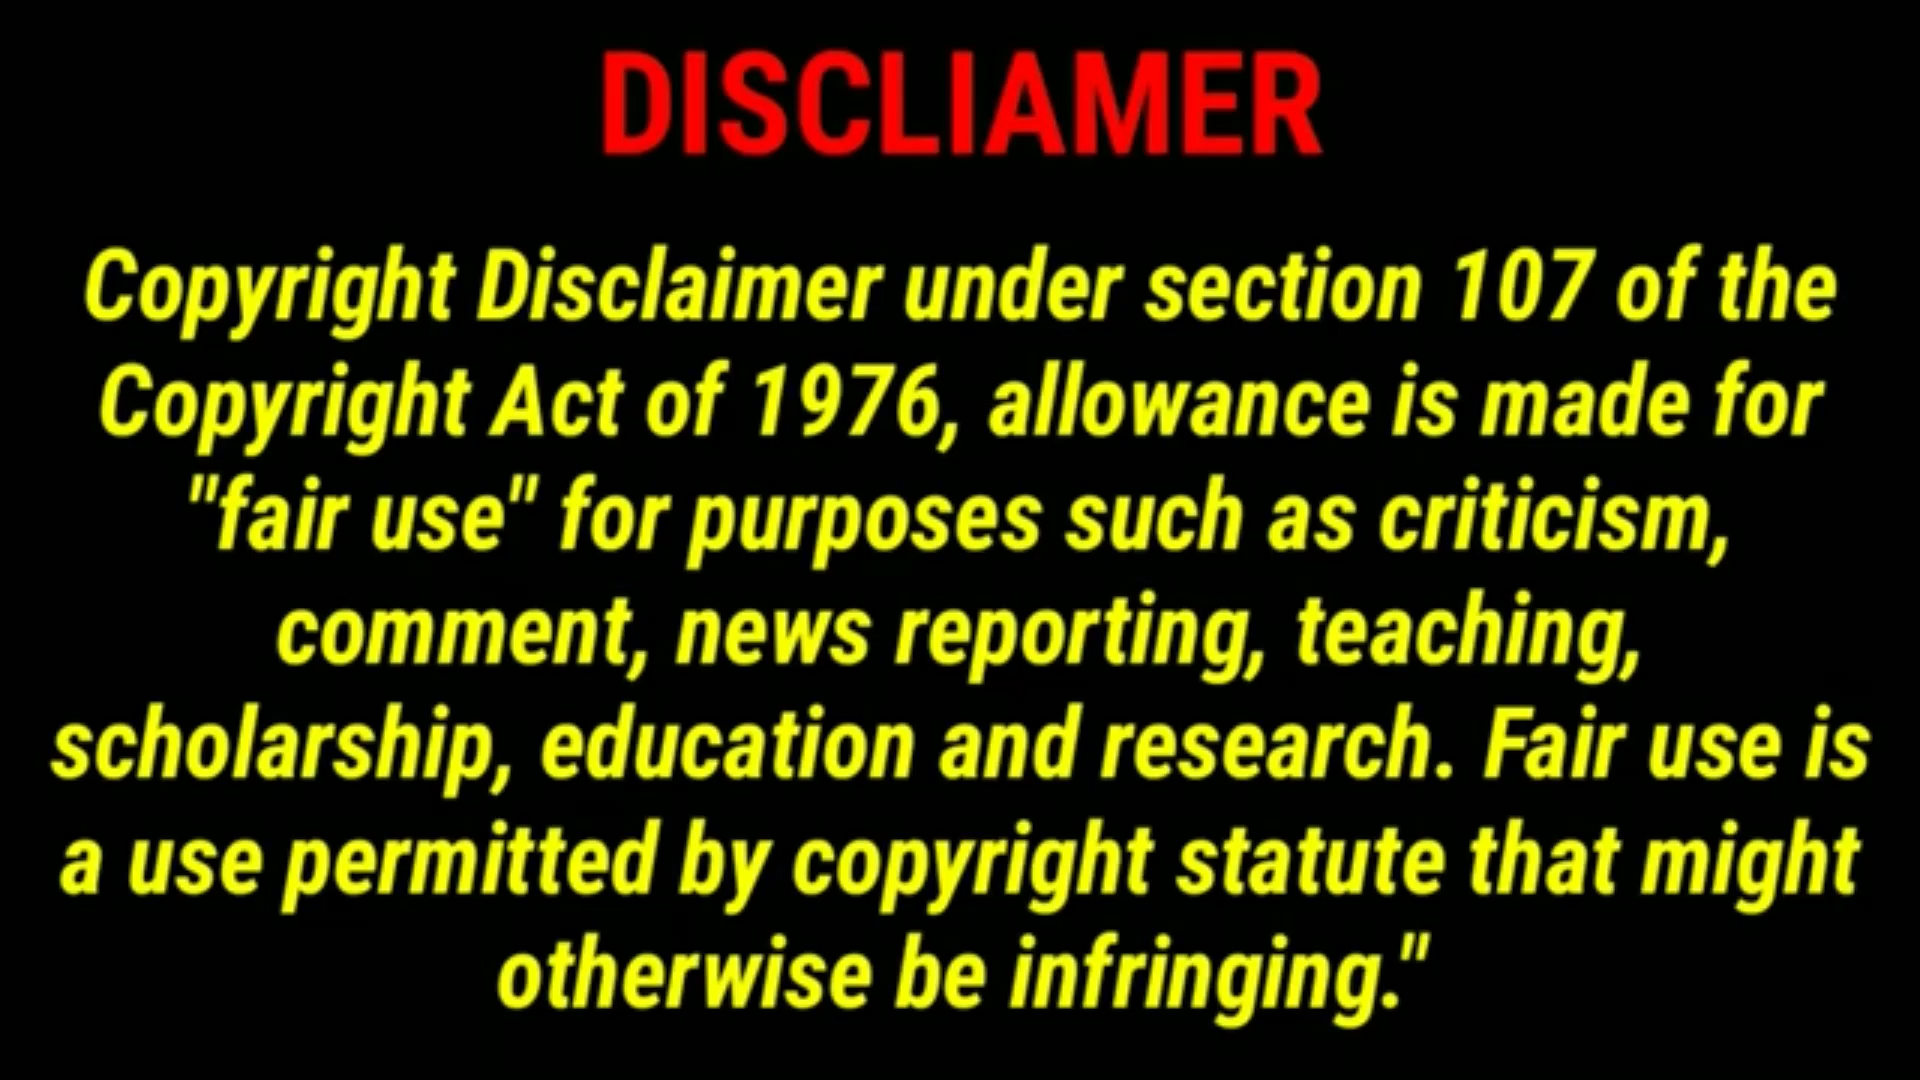 DISCLIAMER
Copyright Disclaimer under section 107 of the
Copyright Act of 1976, allowance is made for
"fair use" for purposes such as criticism,
comment, news reporting, teaching,
scholarship, education and research. Fair use is
a use permitted by copyright statute that might
otherwise be infringing."